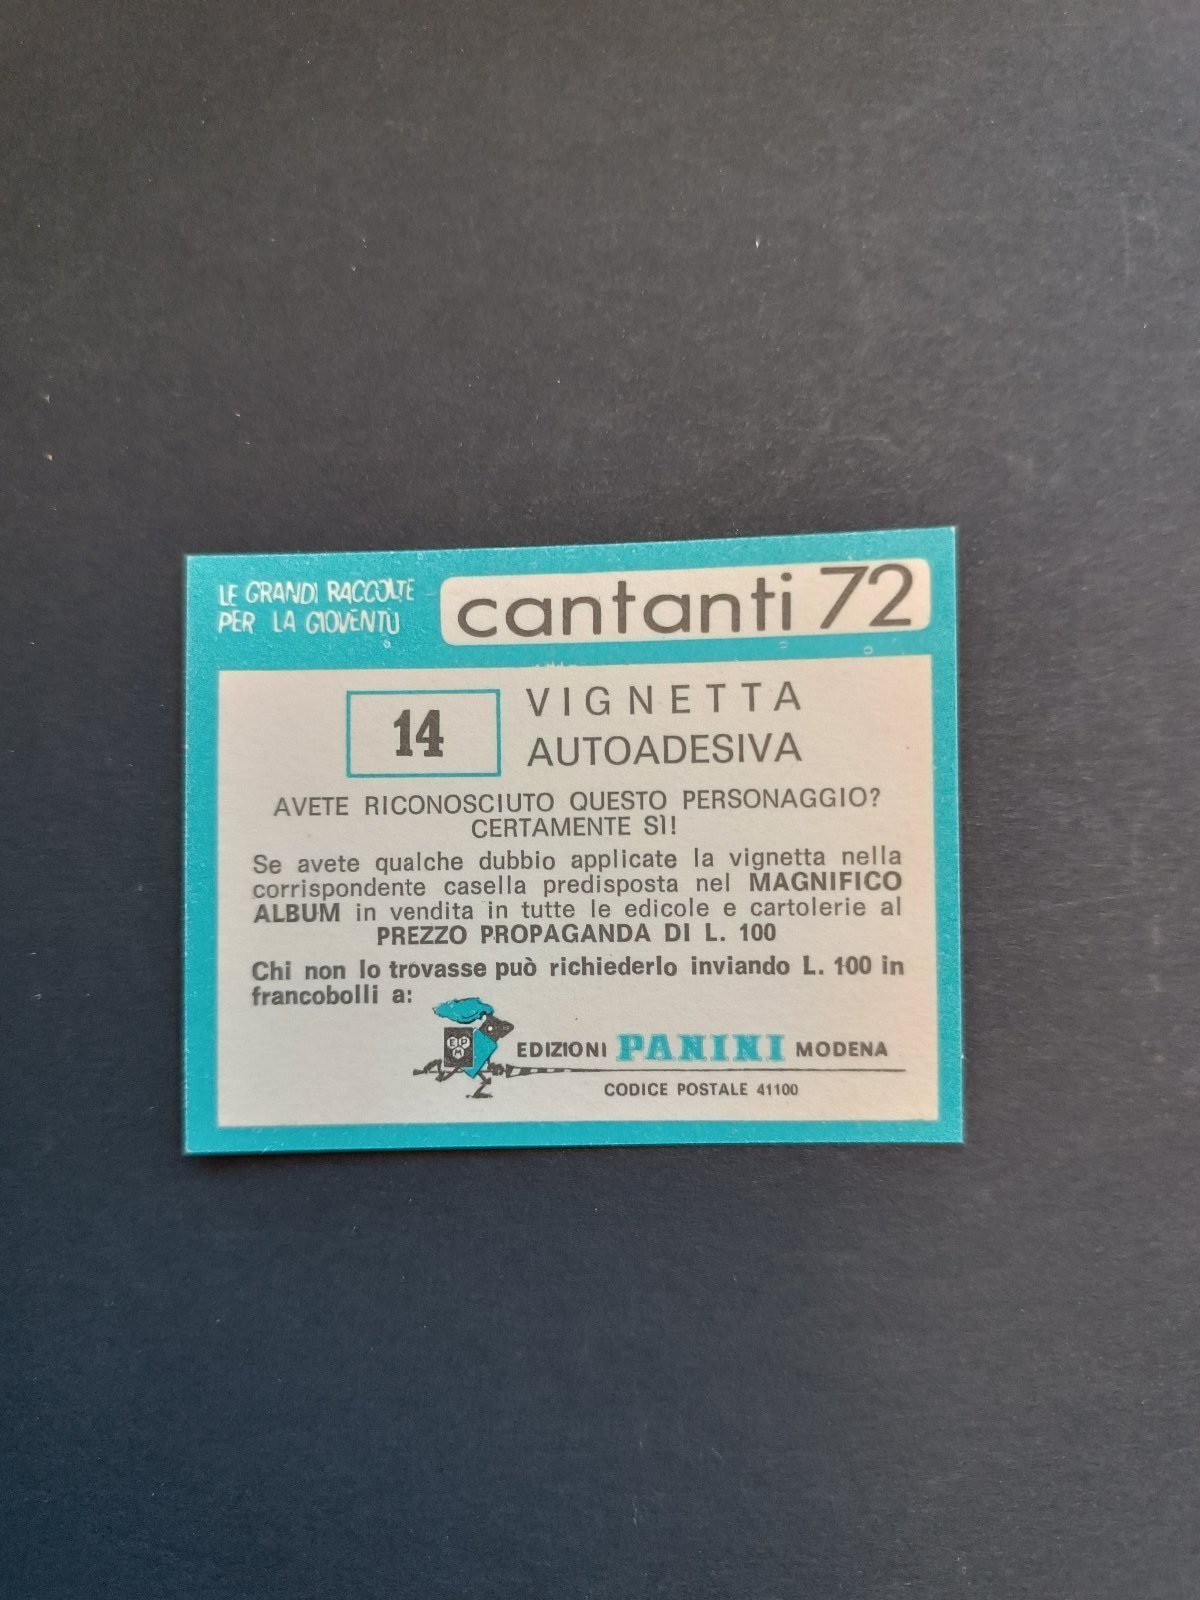 LE GRANDI RACCOLTE
PER LA GIOVENTÙ
cantanti 72
14
VIGNETTA
AUTOADESIVA
AVETE RICONOSCIUTO QUESTO PERSONAGGIO?
CERTAMENTE SÌ!
Se avete qualche dubbio applicate la vignetta nella
corrispondente casella predisposta nel MAGNIFICO
ALBUM in vendita in tutte le edicole e cartolerie al
PREZZO PROPAGANDA DI L. 100
Chi non lo trovasse può richiederlo inviando L. 100 in
francobolli a:
EPM
EDIZIONI PANINI MODENA
CODICE POSTALE 41100